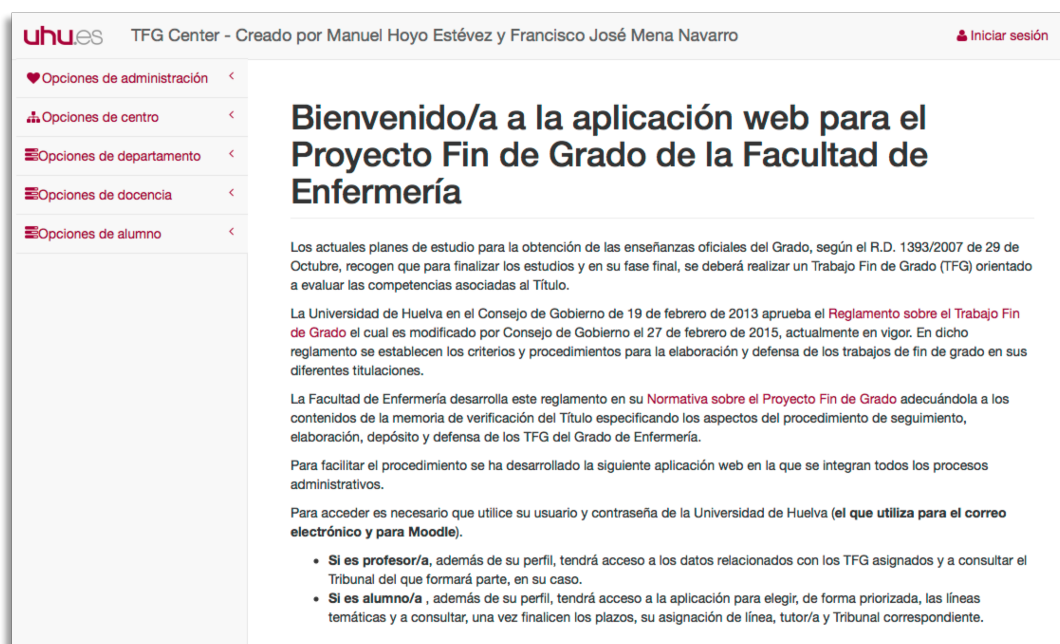 uhu.es TFG Center - Creado por Manuel Hoyo Estévez y Francisco José Mena Navarro Iniciar sesión
Opciones de administración
Opciones de centro
Opciones de departamento
Opciones de docencia
Opciones de alumno
Bienvenido/a a la aplicación web para el
Proyecto Fin de Grado de la Facultad de
Enfermería
Los actuales planes de estudio para la obtención de las enseñanzas oficiales del Grado, según el R.D. 1393/2007 de 29 de
Octubre, recogen que para finalizar los estudios y en su fase final, se deberá realizar un Trabajo Fin de Grado (TFG) orientado
a evaluar las competencias asociadas al Título.
La Universidad de Huelva en el Consejo de Gobierno de 19 de febrero de 2013 aprueba el Reglamento sobre el Trabajo Fin
de Grado el cual es modificado por Consejo de Gobierno el 27 de febrero de 2015, actualmente en vigor. En dicho
reglamento se establecen los criterios y procedimientos para la elaboración y defensa de los trabajos de fin de grado en sus
diferentes titulaciones.
La Facultad de Enfermería desarrolla este reglamento en su Normativa sobre el Proyecto Fin de Grado adecuándola a los
contenidos de la memoria de verificación del Título especificando los aspectos del procedimiento de seguimiento,
elaboración, depósito y defensa de los TFG del Grado de Enfermería.
Para facilitar el procedimiento se ha desarrollado la siguiente aplicación web en la que se integran todos los procesos
administrativos.
Para acceder es necesario que utilice su usuario y contraseña de la Universidad de Huelva (el que utiliza para el correo
electrónico y para Moodle).
• Si es profesor/a, además de su perfil, tendrá acceso a los datos relacionados con los TFG asignados y a consultar el
Tribunal del que formará parte, en su caso.
• Si es alumno/a , además de su perfil, tendrá acceso a la aplicación para elegir, de forma priorizada, las líneas
temáticas y a consultar, una vez finalicen los plazos, su asignación de línea, tutor/a y Tribunal correspondiente.